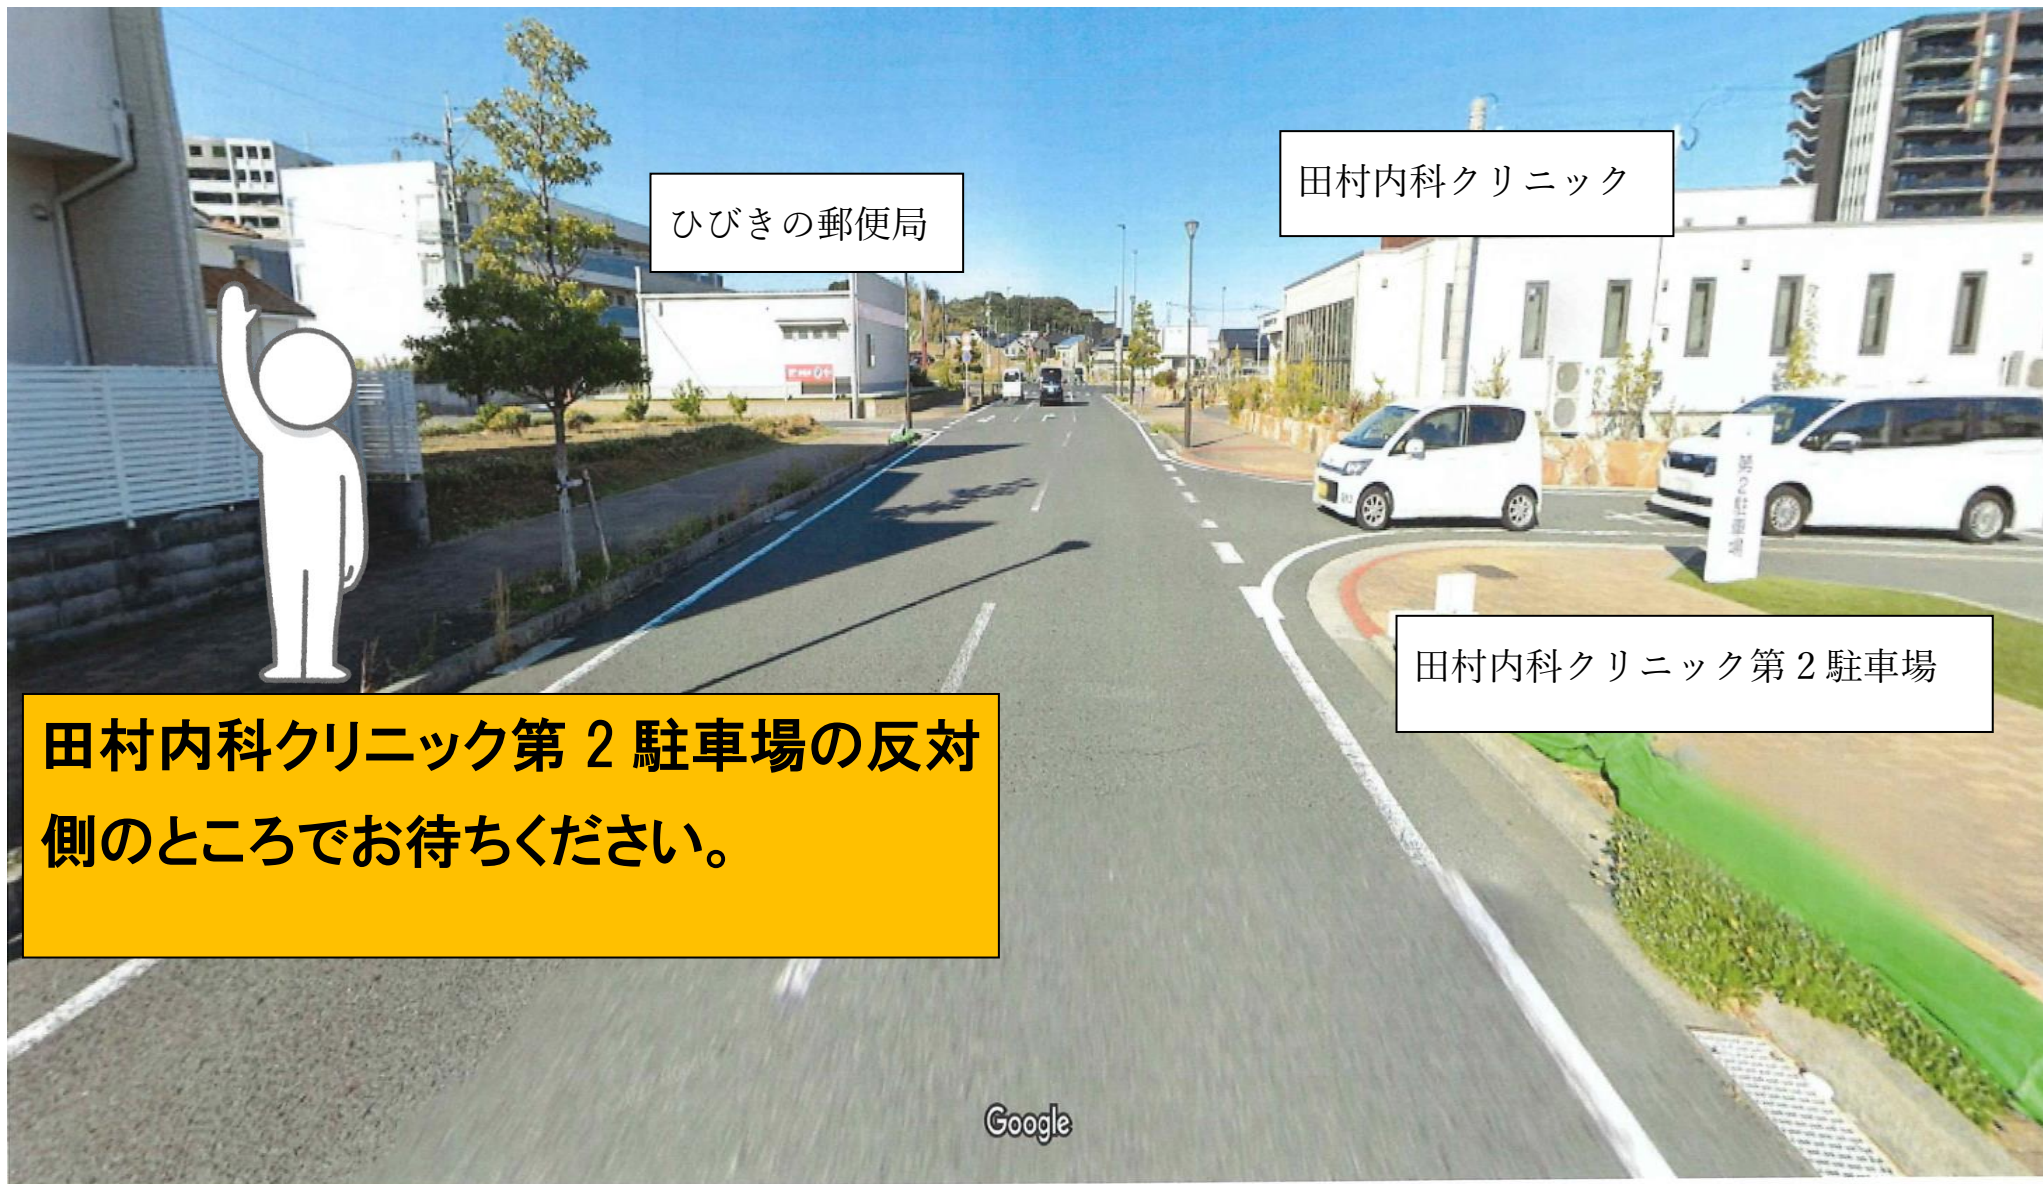 ひびきの郵便局
田村内科クリニック
第2駐車場
田村内科クリニック第2駐車場
田村内科クリニック第2駐車場の反対
側のところでお待ちください。
Google